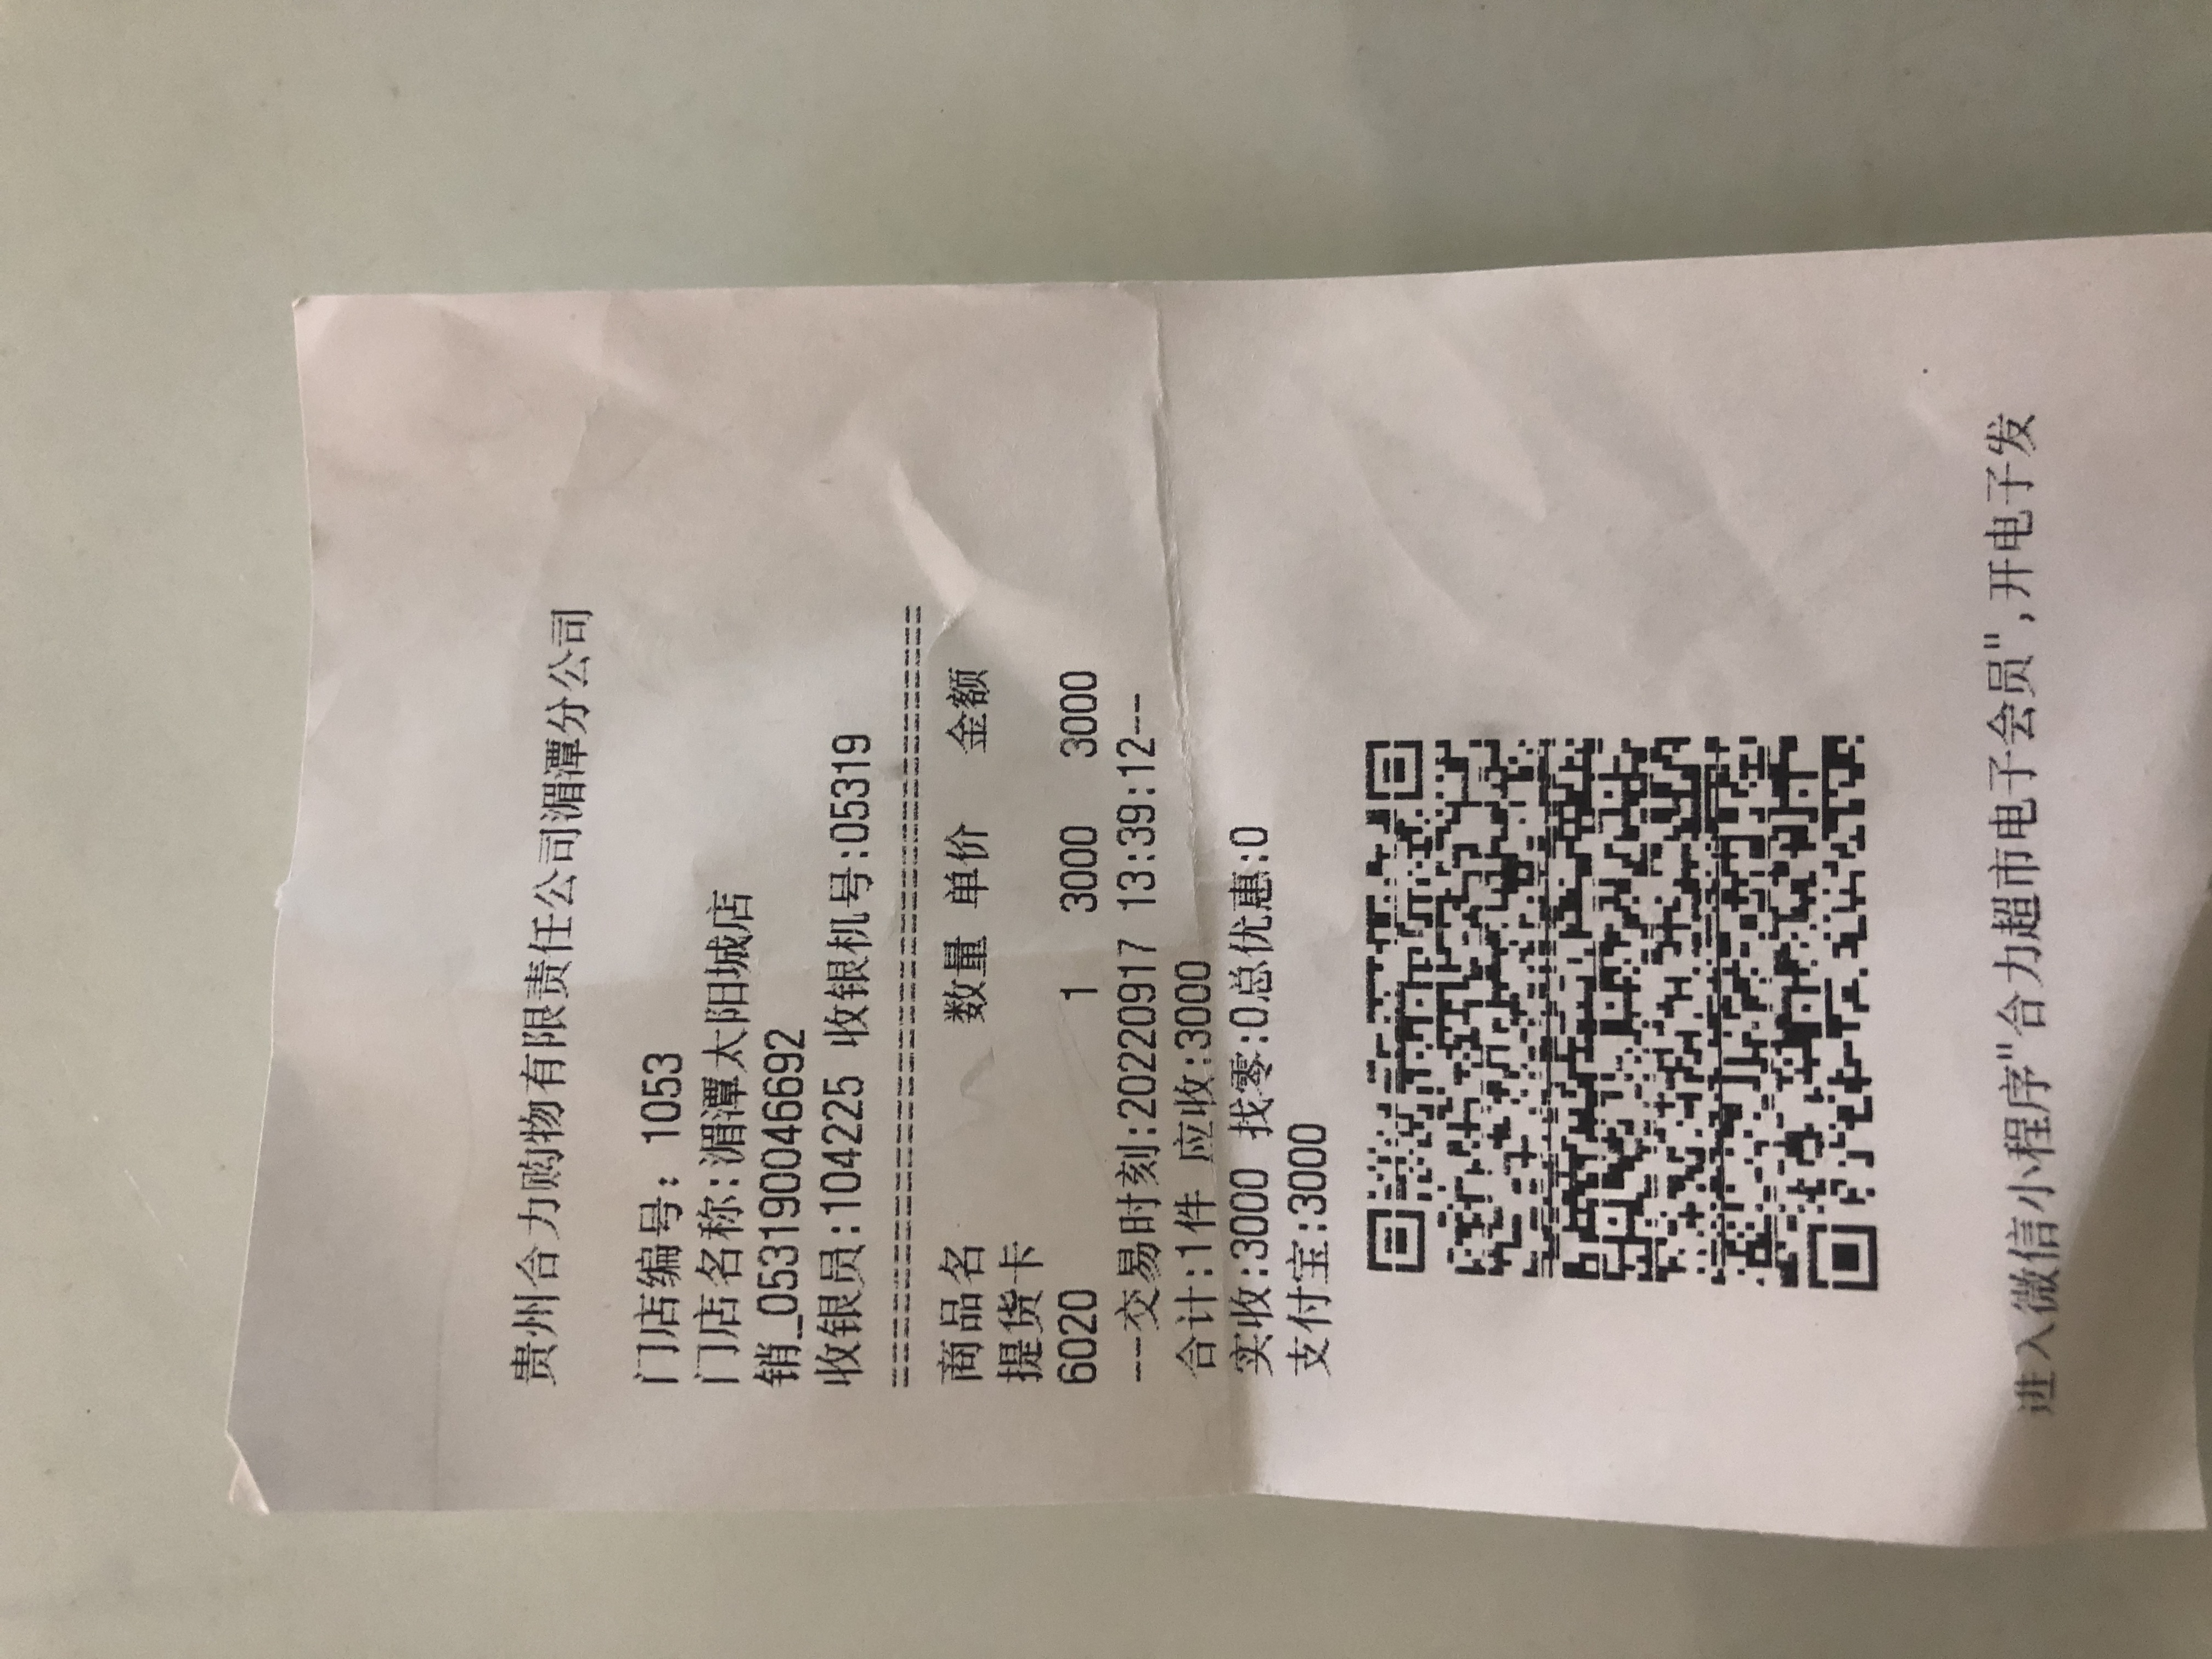 贵州合力购物有限责任公司湄潭分公司
门店编号: 1053
门店名称:湄潭太阳城店
销_053190046692
收银员:104225 收银机号:05319
================================
商品名 数量 单价 金额
提货卡
6020 1 3000 3000
--交易时刻:20220917 13:39:12--
合计:1件 应收:3000
实收:3000 找零:0总优惠:0
支付宝:3000
进入微信小程序"合力超市电子会员",开电子发